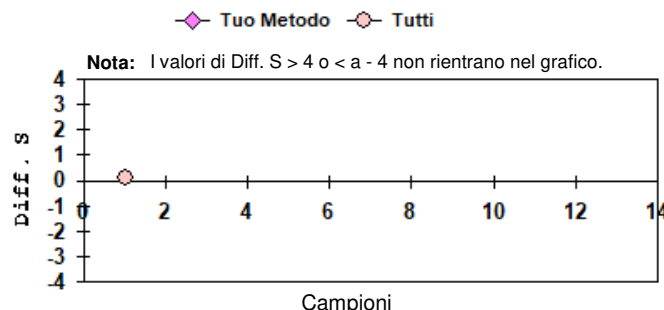 Tuo Metodo Tutti
Nota: I valori di Diff. S > 4 o < a - 4 non rientrano nel grafico.
4
3
2
1
0
-1
-2
-3
-4
Diff. S
0 2 4 6 8 10 12 14
Campioni